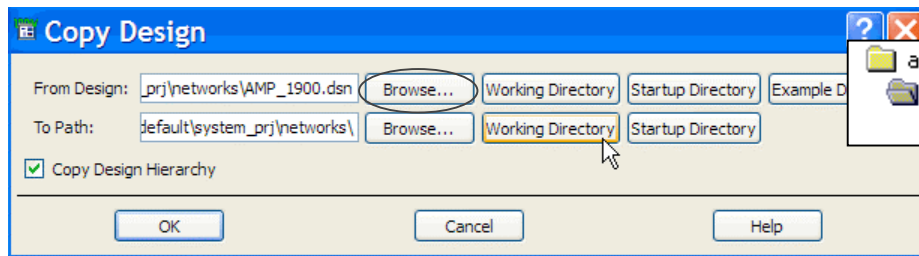 Copy Design
From Design: _prj\networks\AMP_1900.dsn Browse... Working Directory Startup Directory Example D
a
To Path: default\system_prj\networks\ Browse... Working Directory Startup Directory
Copy Design Hierarchy
OK Cancel Help